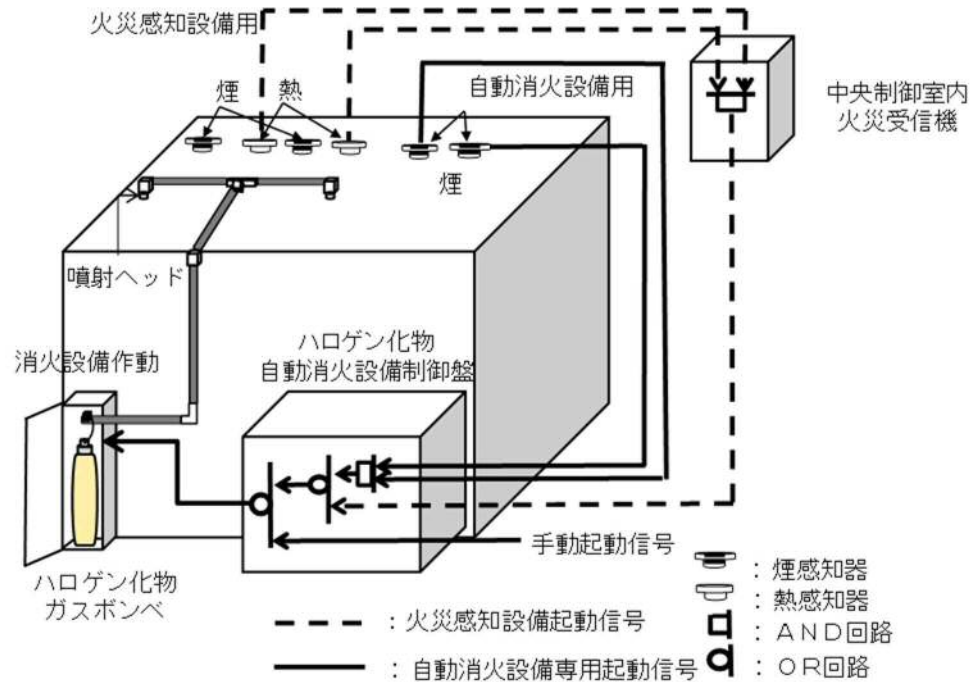 火災感知設備用
煙
熱
自動消火設備用
煙
中央制御室内
火災受信機
噴射ヘッド
消火設備作動
ハロゲン化物
自動消火設備制御盤
手動起動信号
ハロゲン化物
ガスボンベ
：火災感知設備起動信号
：自動消火設備専用起動信号
：煙感知器
：熱感知器
：ＡＮＤ回路
：ＯＲ回路